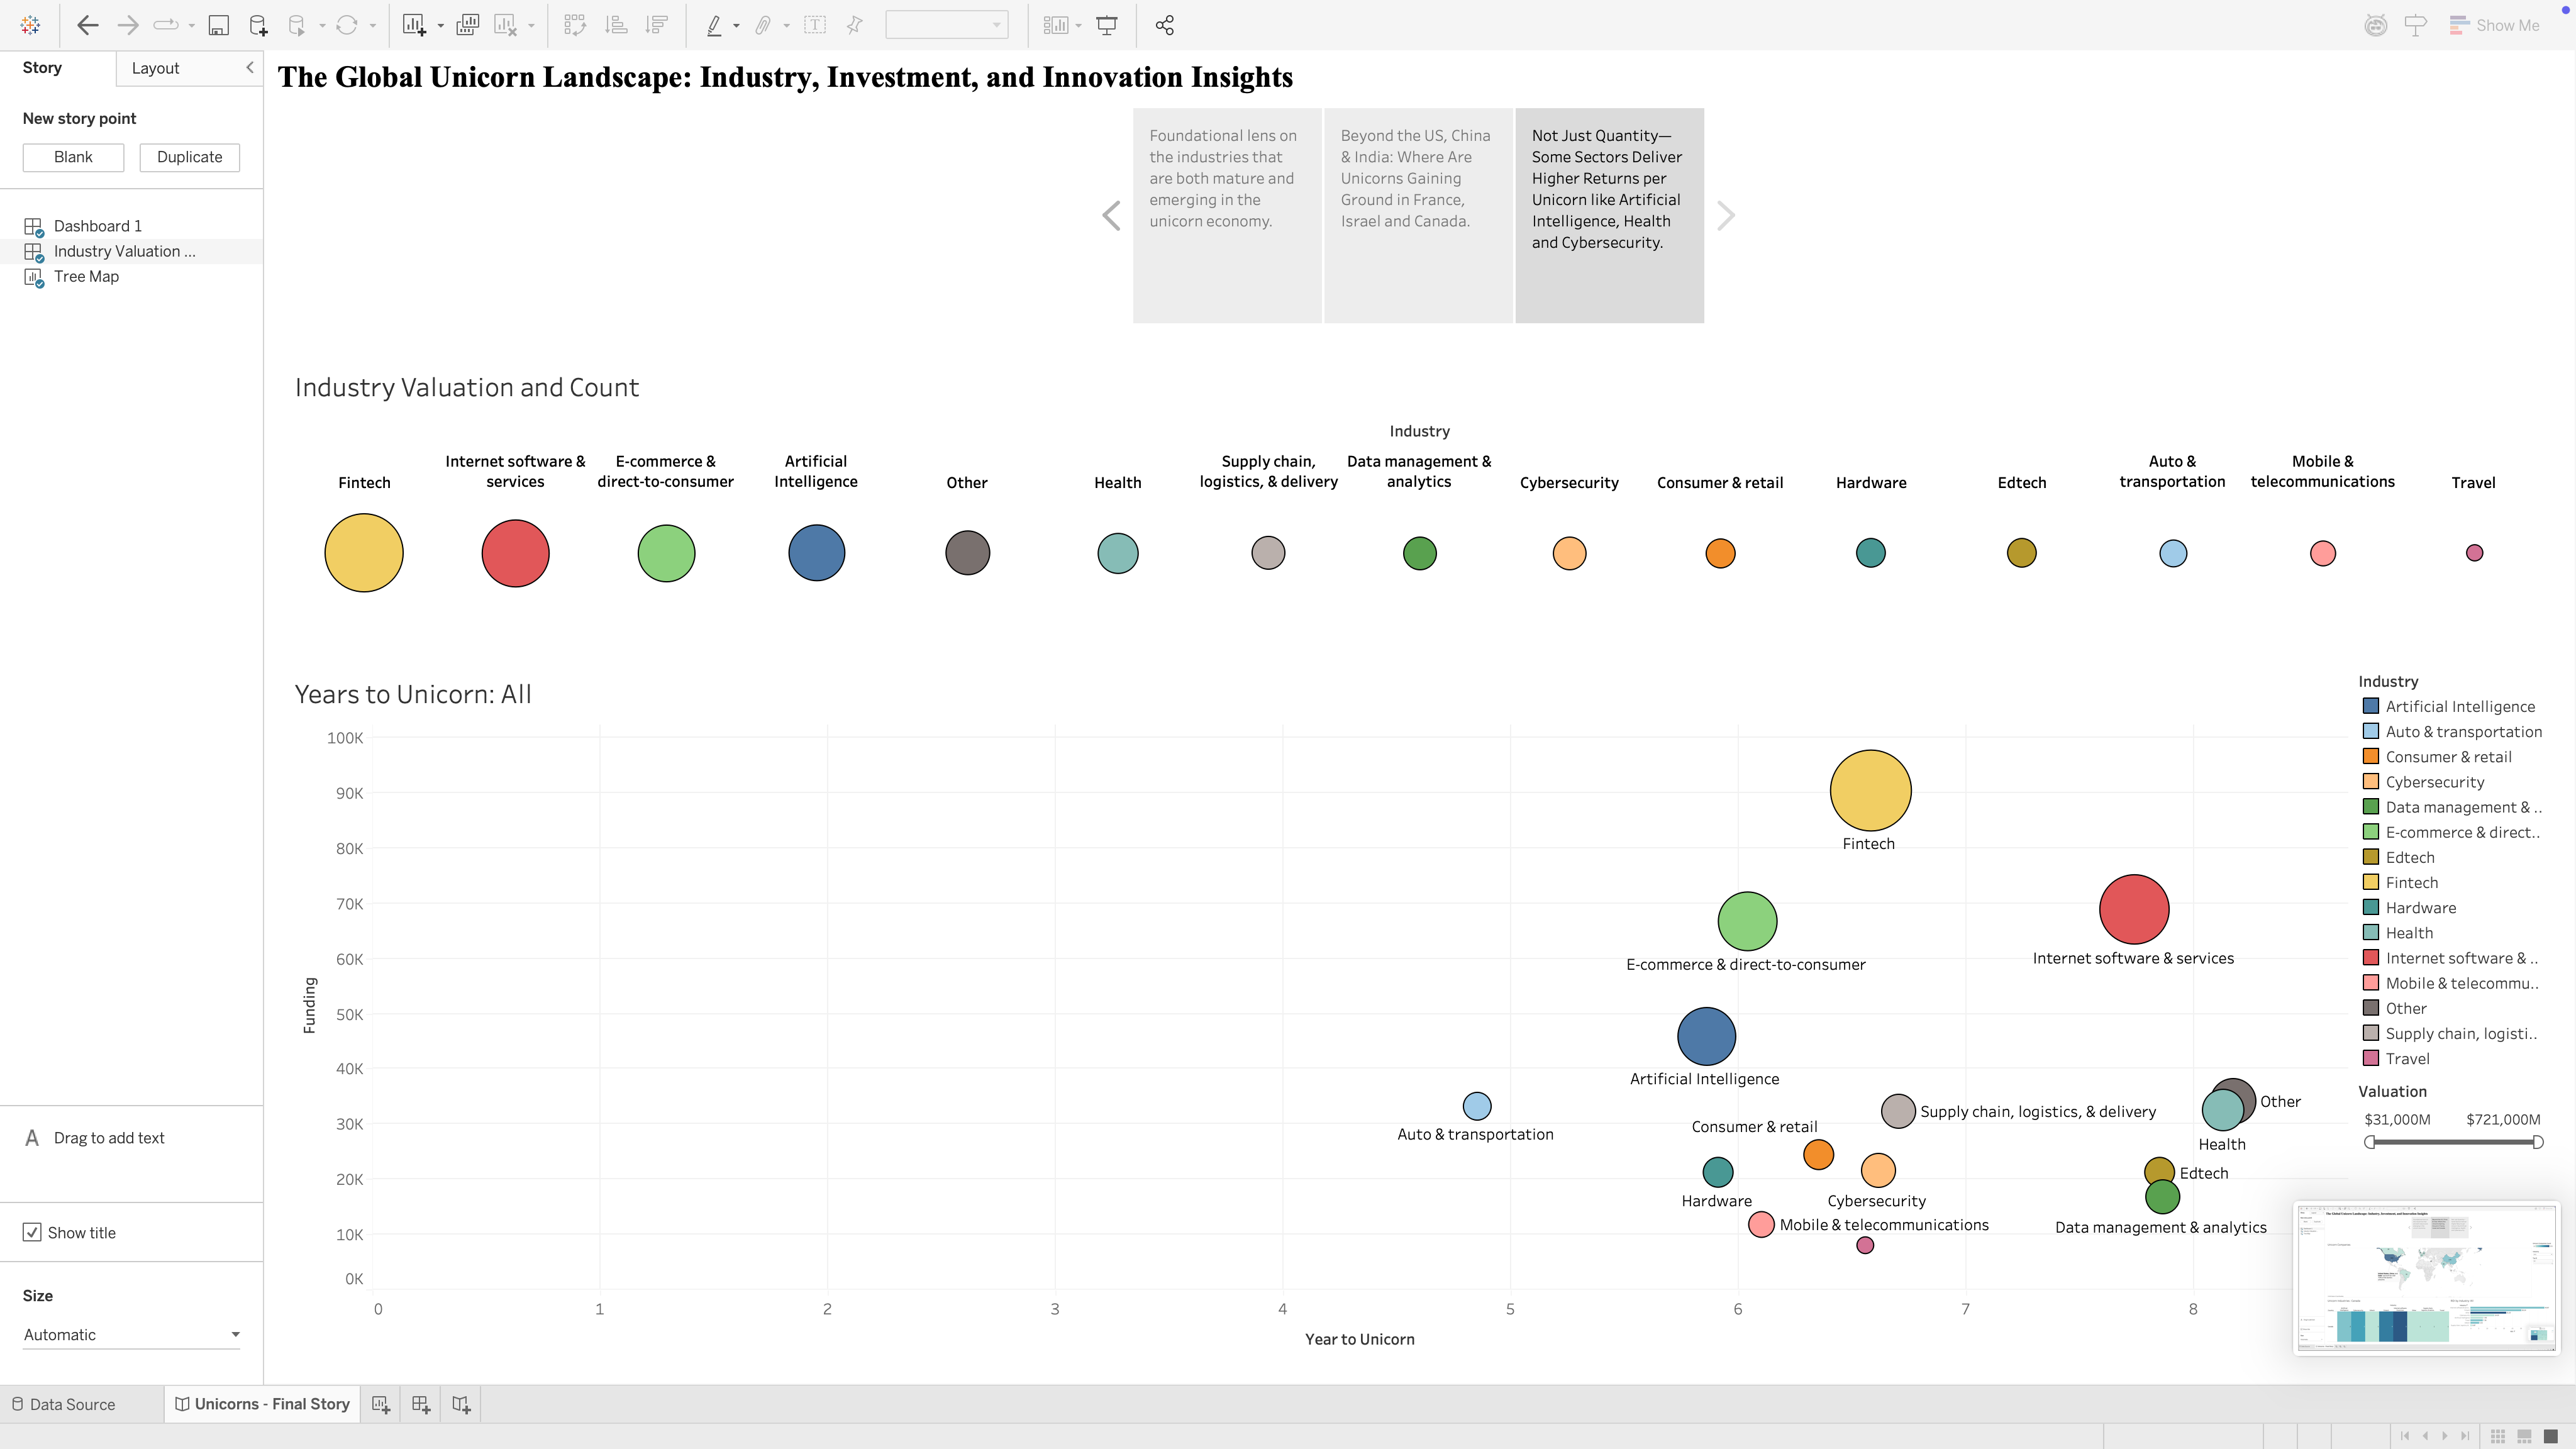 Show Me
Story
Layout
The Global Unicorn Landscape: Industry, Investment, and Innovation Insights
New story point
Blank
Duplicate
Dashboard 1
Industry Valuation ...
Tree Map
Foundational lens on
the industries that
are both mature and
emerging in the
unicorn economy.
Beyond the US, China
& India: Where Are
Unicorns Gaining
Ground in France,
Israel and Canada.
Not Just Quantity—
Some Sectors Deliver
Higher Returns per
Unicorn like Artificial
Intelligence, Health
and Cybersecurity.
Industry Valuation and Count
Industry
Fintech
Internet software &
services
E-commerce &
direct-to-consumer
Artificial
Intelligence
Other
Health
Supply chain,
logistics, & delivery
Data management &
analytics
Cybersecurity
Consumer & retail
Hardware
Edtech
Auto &
transportation
Mobile &
telecommunications
Travel
Years to Unicorn: All
100K
90K
80K
70K
60K
50K
40K
30K
20K
10K
0K
Funding
Fintech
E-commerce & direct-to-consumer
Internet software & services
Artificial Intelligence
Auto & transportation
Supply chain, logistics, & delivery
Consumer & retail
Other
Health
Hardware
Cybersecurity
Edtech
Mobile & telecommunications
Data management & analytics
0
1
2
3
4
5
6
7
8
Year to Unicorn
Industry
Artificial Intelligence
Auto & transportation
Consumer & retail
Cybersecurity
Data management & ..
E-commerce & direct..
Edtech
Fintech
Hardware
Health
Internet software & ..
Mobile & telecommu..
Other
Supply chain, logisti..
Travel
Valuation
$31,000M
$721,000M
A Drag to add text
Show title
Size
Automatic
Data Source
Unicorns - Final Story